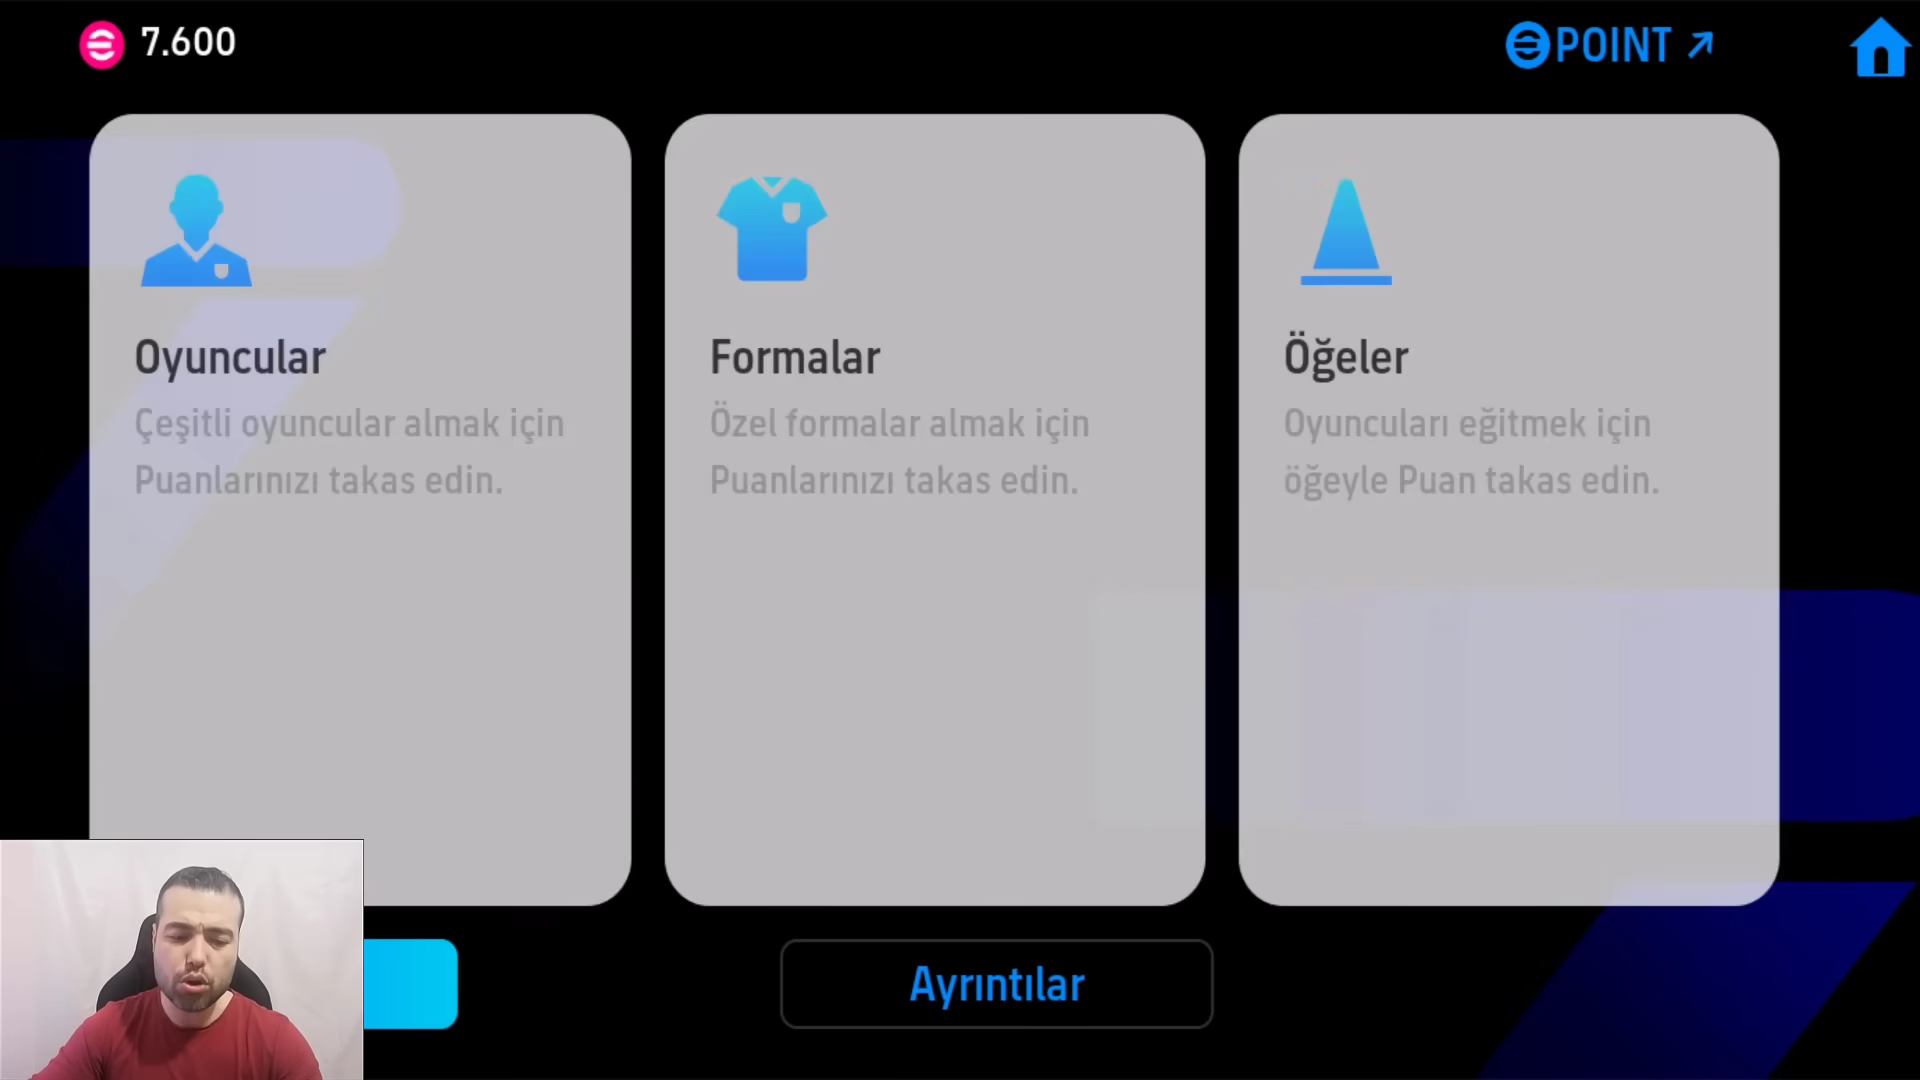 7.600
POINT
Oyuncular
Çeşitli oyuncular almak için
Puanlarınızı takas edin.
Formalar
Özel formalar almak için
Puanlarınızı takas edin.
Öğeler
Oyuncuları eğitmek için
öğeyle Puan takas edin.
Ayrıntılar